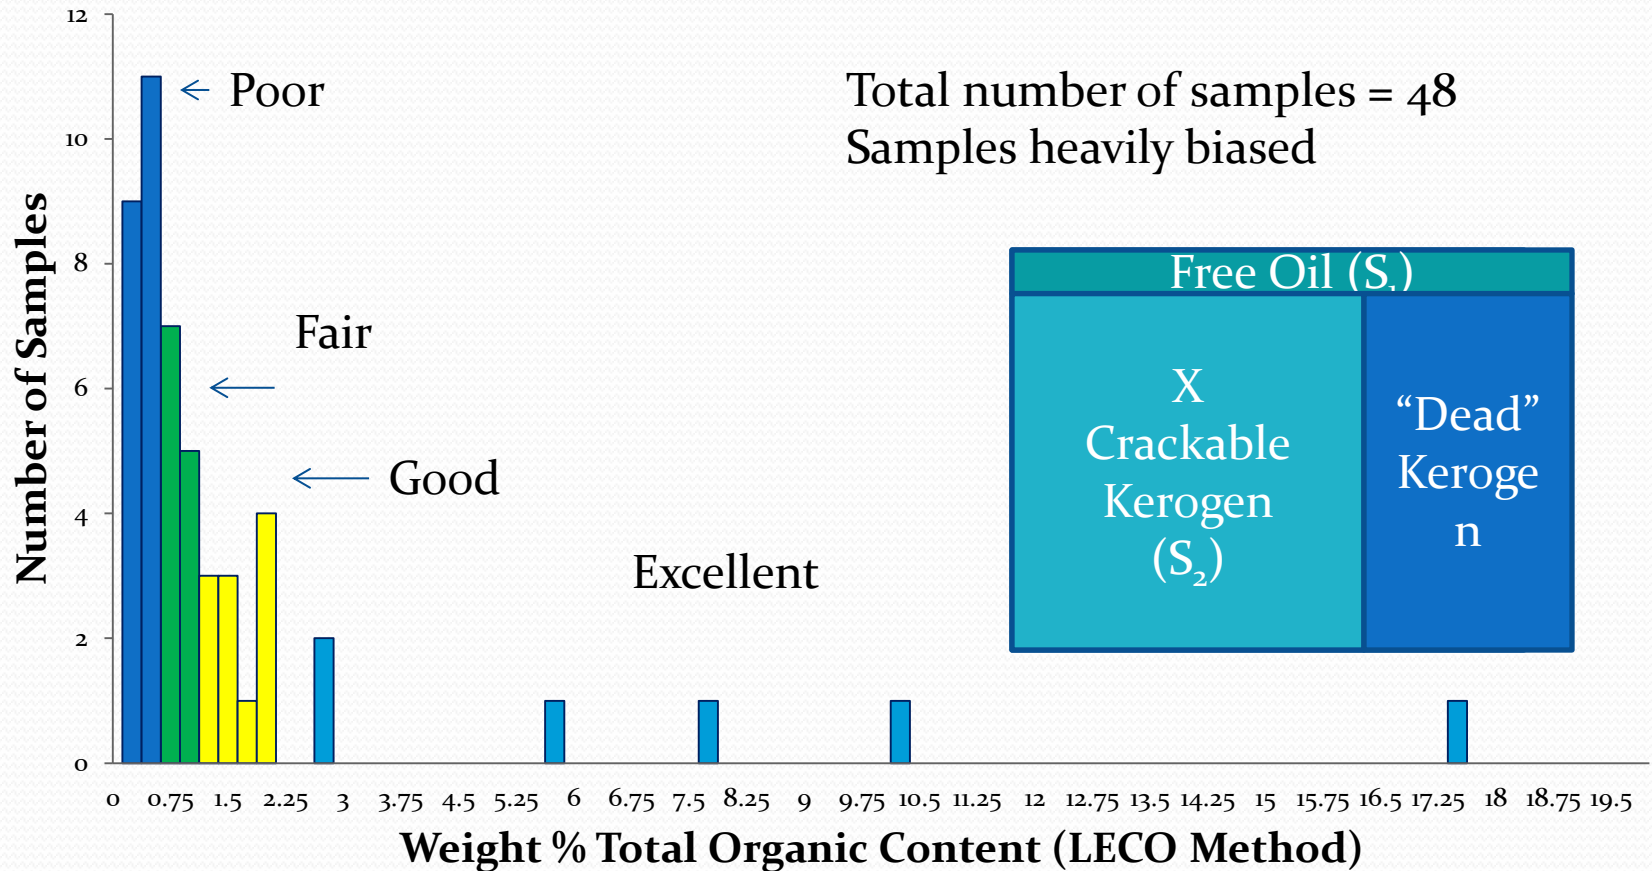 12
10
8
6
4
2
0
Number of Samples
Poor
Fair
Good
Excellent
Total number of samples = 48
Samples heavily biased
Free Oil (S₁)
X
Crackable
Kerogen
(S₂)
“Dead”
Keroge
n
0 0.75 1.5 2.25 3 3.75 4.5 5.25 6 6.75 7.5 8.25 9 9.75 10.5 11.25 12 12.75 13.5 14.25 15 15.75 16.5 17.25 18 18.75 19.5
Weight % Total Organic Content (LECO Method)